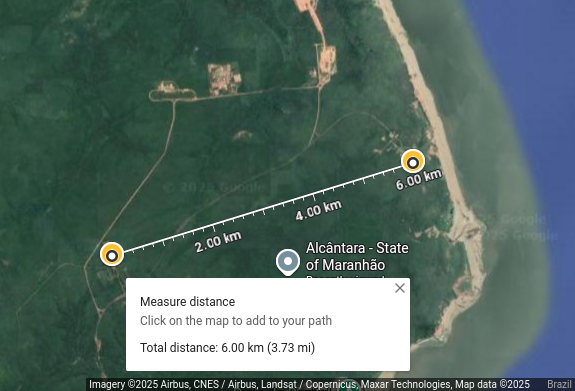 2025 Google
6.00 km
4.00 km
2.00 km
Alcântara - State
of Maranhão
Measure distance
Click on the map to add to your path
Total distance: 6.00 km (3.73 mi)
Imagery ©2025 Airbus, CNES / Airbus, Landsat / Copernicus, Maxar Technologies, Map data ©2025
Brazil